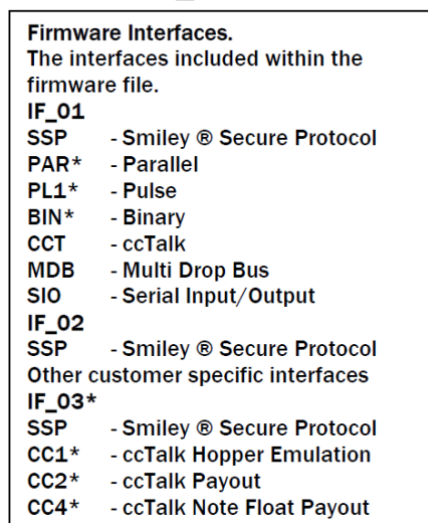 Firmware Interfaces.
The interfaces included within the
firmware file.
IF_01
SSP - Smiley ® Secure Protocol
PAR* - Parallel
PL1* - Pulse
BIN* - Binary
CCT - ccTalk
MDB - Multi Drop Bus
SIO - Serial Input/Output
IF_02
SSP - Smiley ® Secure Protocol
Other customer specific interfaces
IF_03*
SSP - Smiley ® Secure Protocol
CC1* - ccTalk Hopper Emulation
CC2* - ccTalk Payout
CC4* - ccTalk Note Float Payout